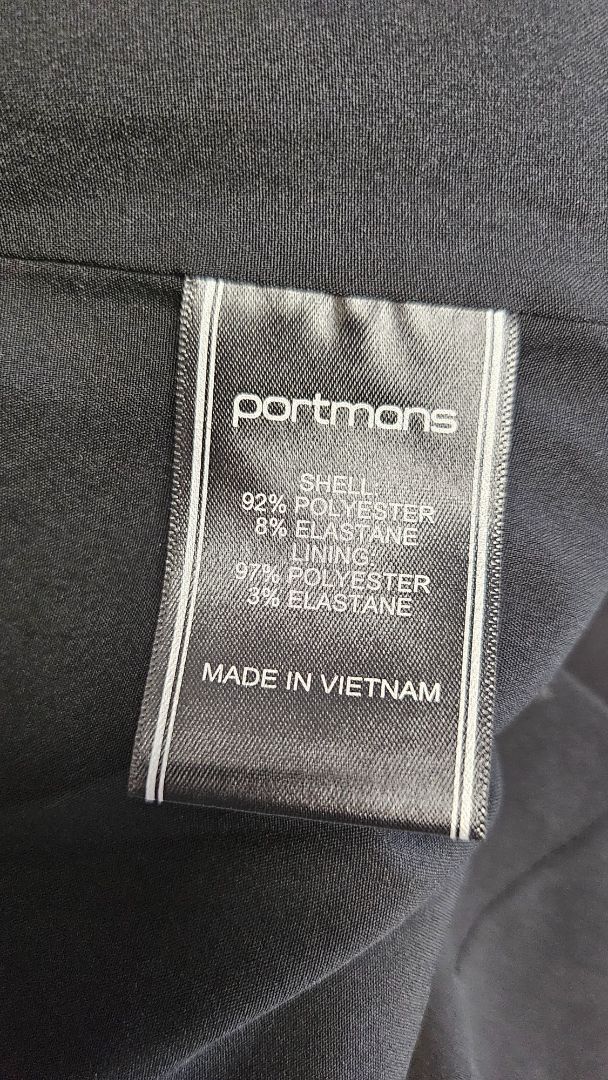 portmans
SHELL:
92% POLYESTER
8% ELASTANE
LINING:
97% POLYESTER
3% ELASTANE
MADE IN VIETNAM